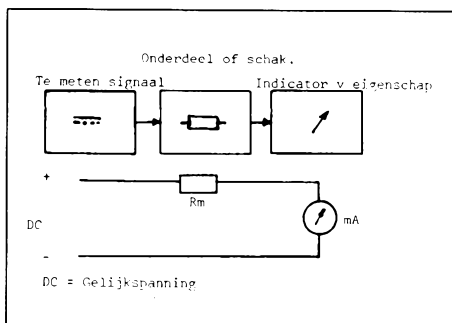 Onderdeel of schak.
Te meten signaal
Indicator v eigenschap
+
Rm
DC
mA
-
DC = Gelijkspanning